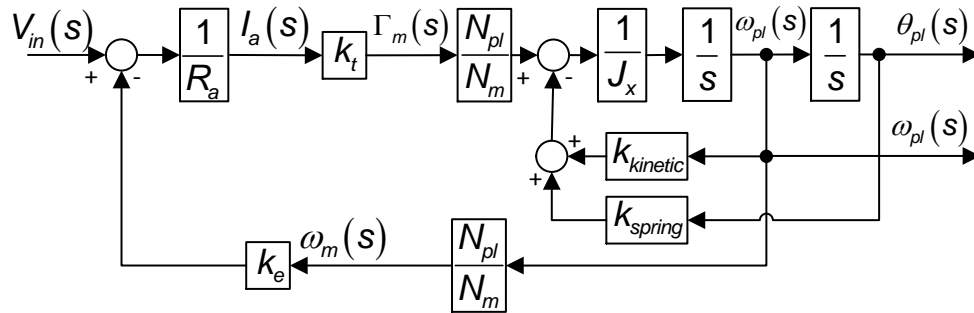 V_in(s)
+
-
1/R_a
I_a(s)
k_t
Γ_m(s)
N_pl/N_m
+
-
1/J_x
1/s
ω_pl(s)
1/s
θ_pl(s)
ω_pl(s)
+
k_kinetic
+
k_spring
k_e
ω_m(s)
N_pl/N_m